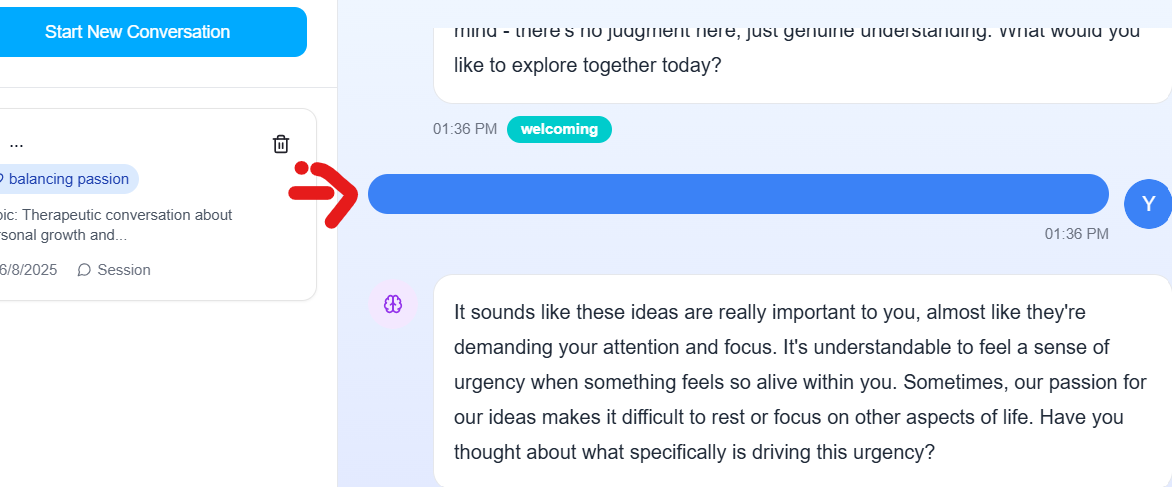 Start New Conversation
...
balancing passion
pic: Therapeutic conversation about
rsonal growth and...
6/8/2025
Session
mind - there's no judgment here, just genuine understanding. What would you
like to explore together today?
01:36 PM
welcoming
Y
01:36 PM
It sounds like these ideas are really important to you, almost like they're
demanding your attention and focus. It's understandable to feel a sense of
urgency when something feels so alive within you. Sometimes, our passion for
our ideas makes it difficult to rest or focus on other aspects of life. Have you
thought about what specifically is driving this urgency?